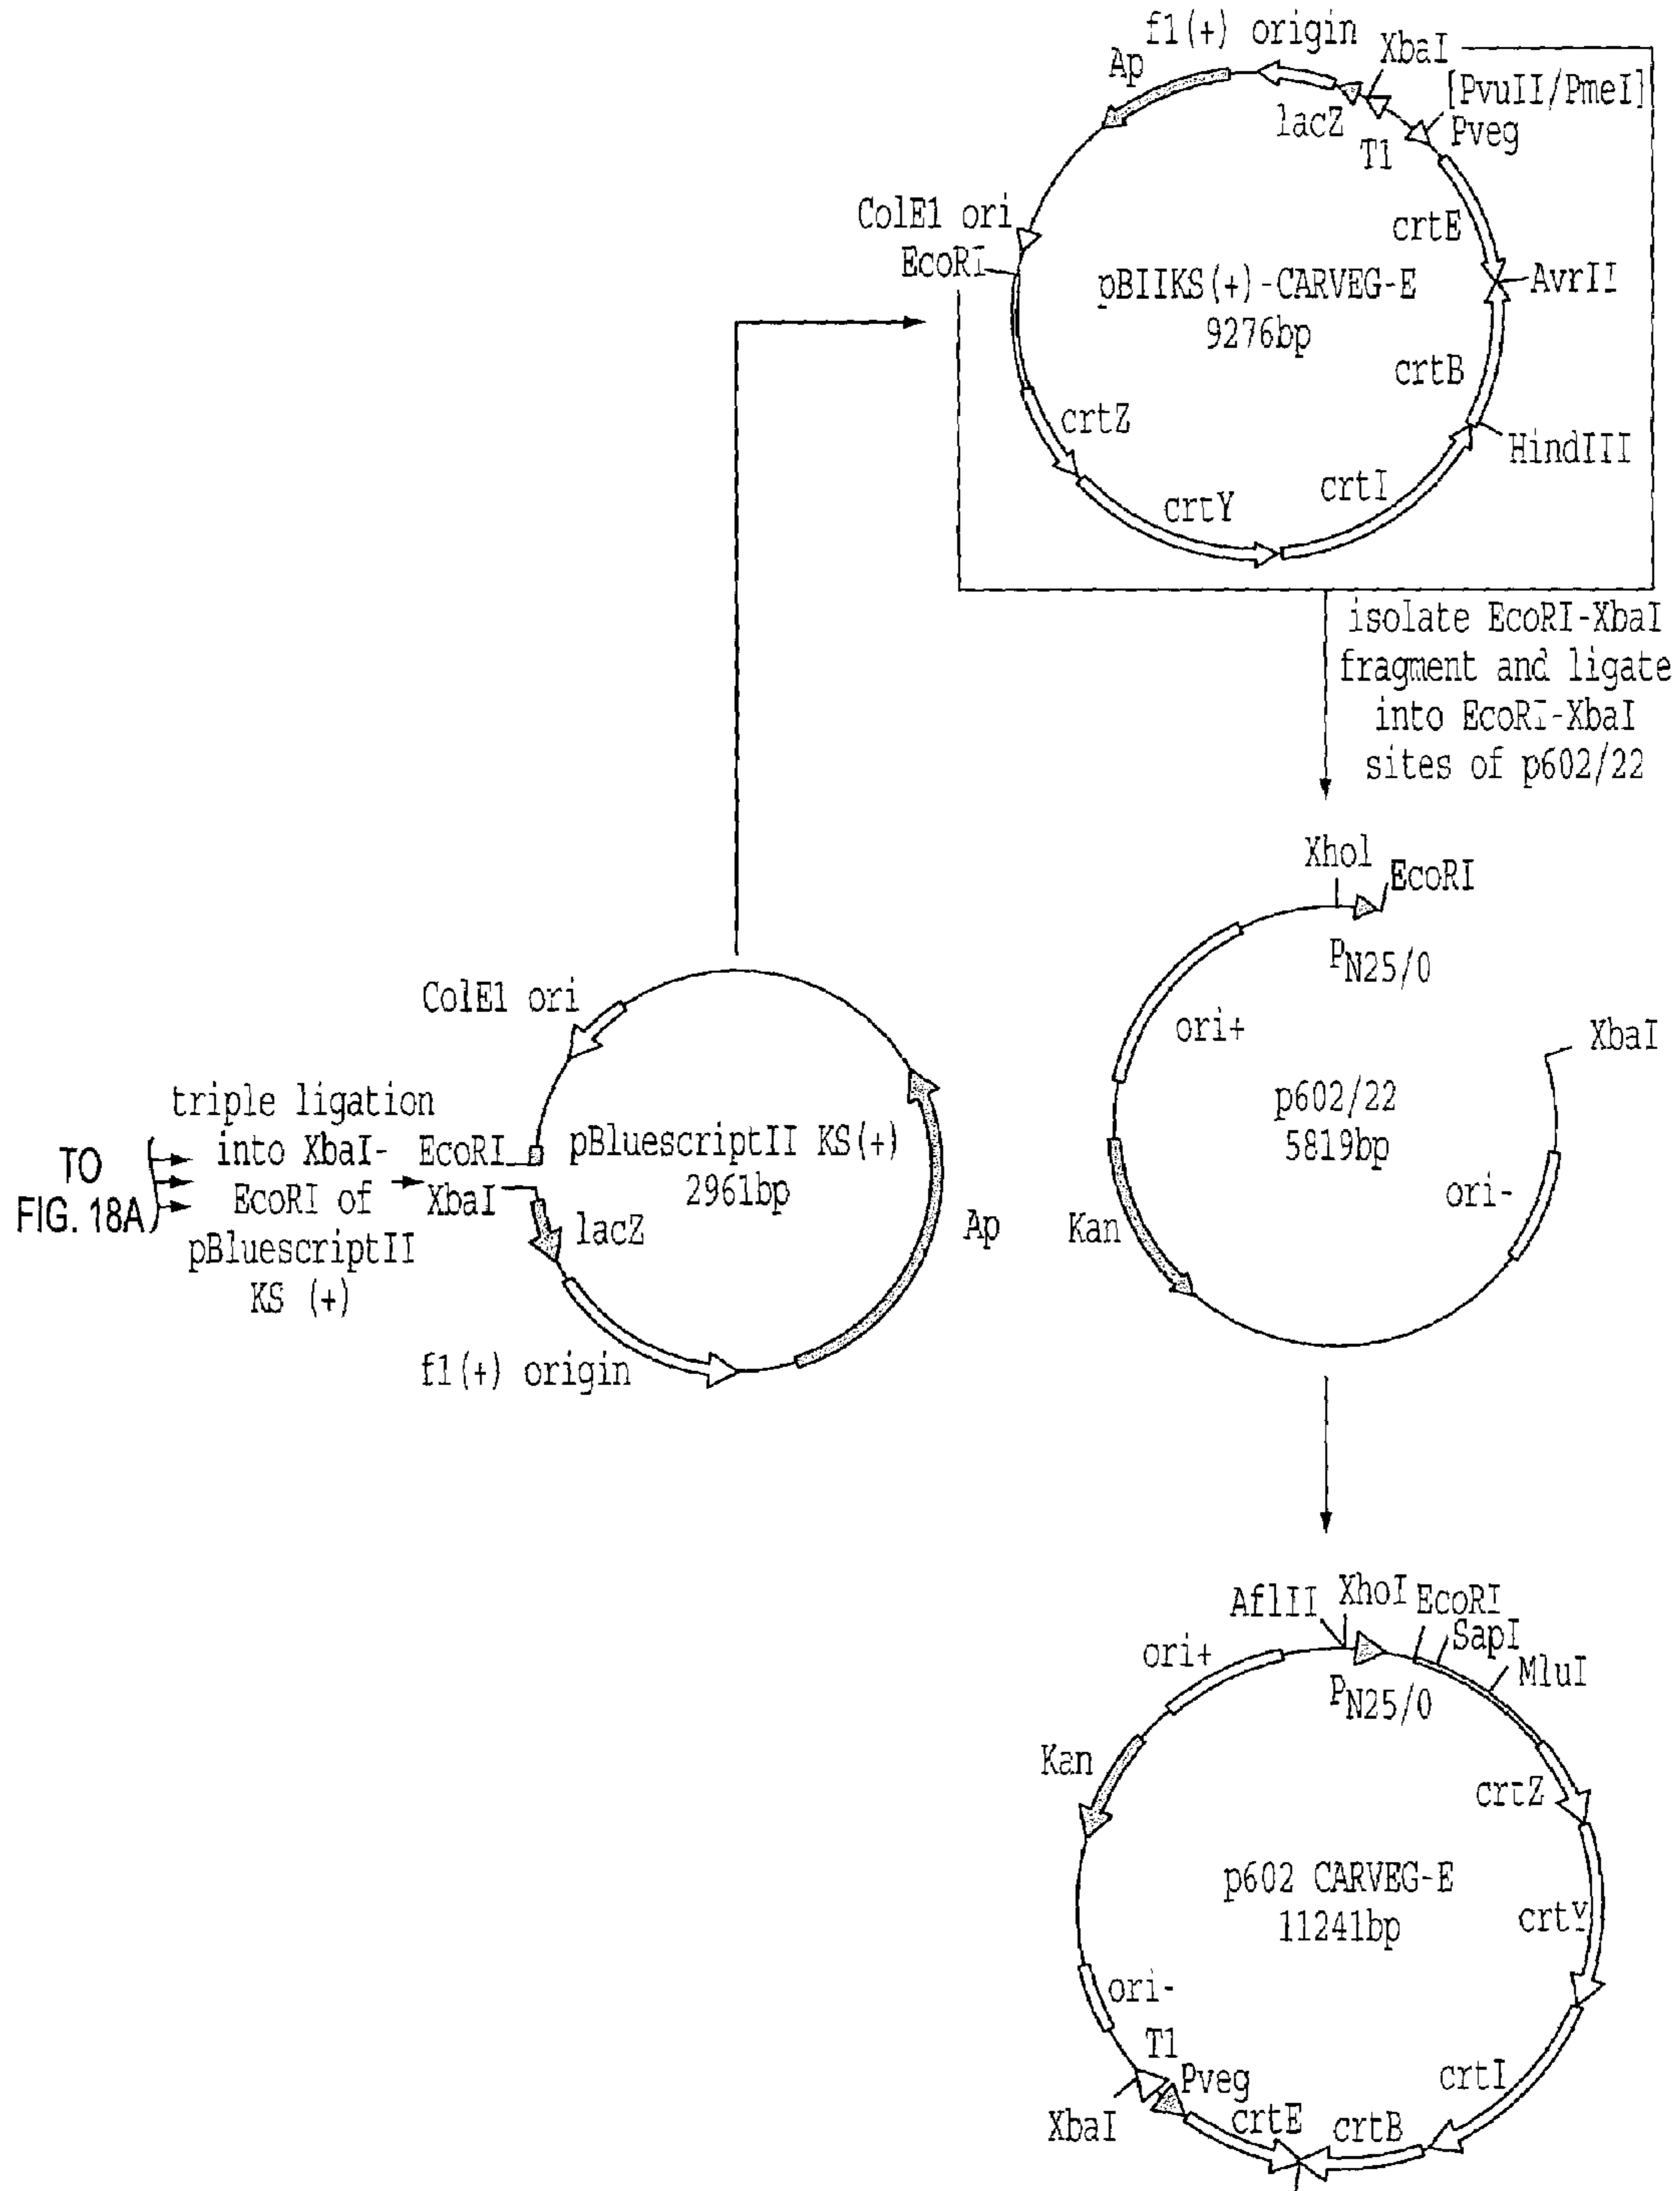 f1(+) origin
Ap
XbaI
[PvuII/PmeI]
lacZ
Pveg
T1
ColE1 ori
EcoRI
crtE
pBIIKS(+)-CARVEG-E
9276bp
AvrII
crtB
crtZ
HindIII
crtI
crtY
isolate EcoRI-XbaI
fragment and ligate
into EcoRI-XbaI
sites of p602/22
Xhol
EcoRI
PN25/0
ori+
XbaI
p602/22
5819bp
ori-
Kan
ColE1 ori
triple ligation
into XbaI-
EcoRI of
pBluescriptII
KS (+)
TO
FIG. 18A
EcoRI
XbaI
pBluescriptII KS(+)
2961bp
lacZ
Ap
f1(+) origin
AflII
XhoI
EcoRI
SapI
MluI
ori+
PN25/0
Kan
crtZ
p602 CARVEG-E
11241bp
crtY
ori-
T1
Pveg
crtI
XbaI
crtE
crtB